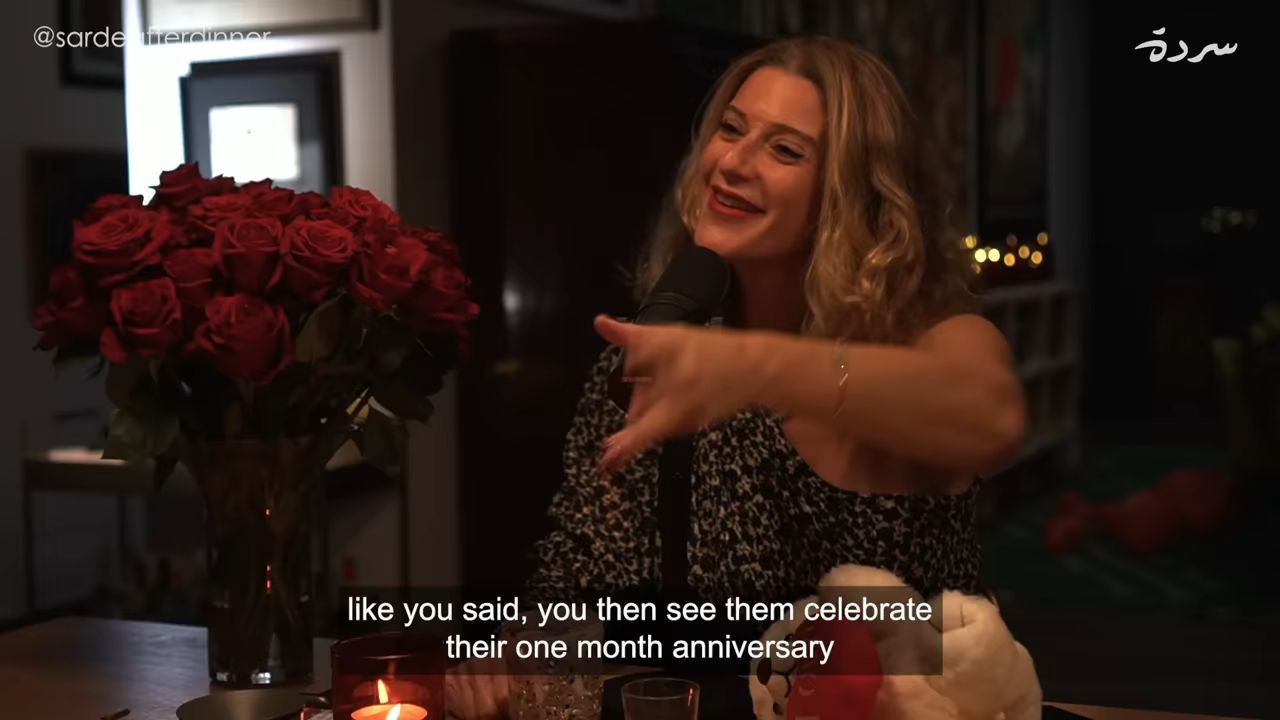 @sardeafterdinner
سردة
like you said, you then see them celebrate
their one month anniversary